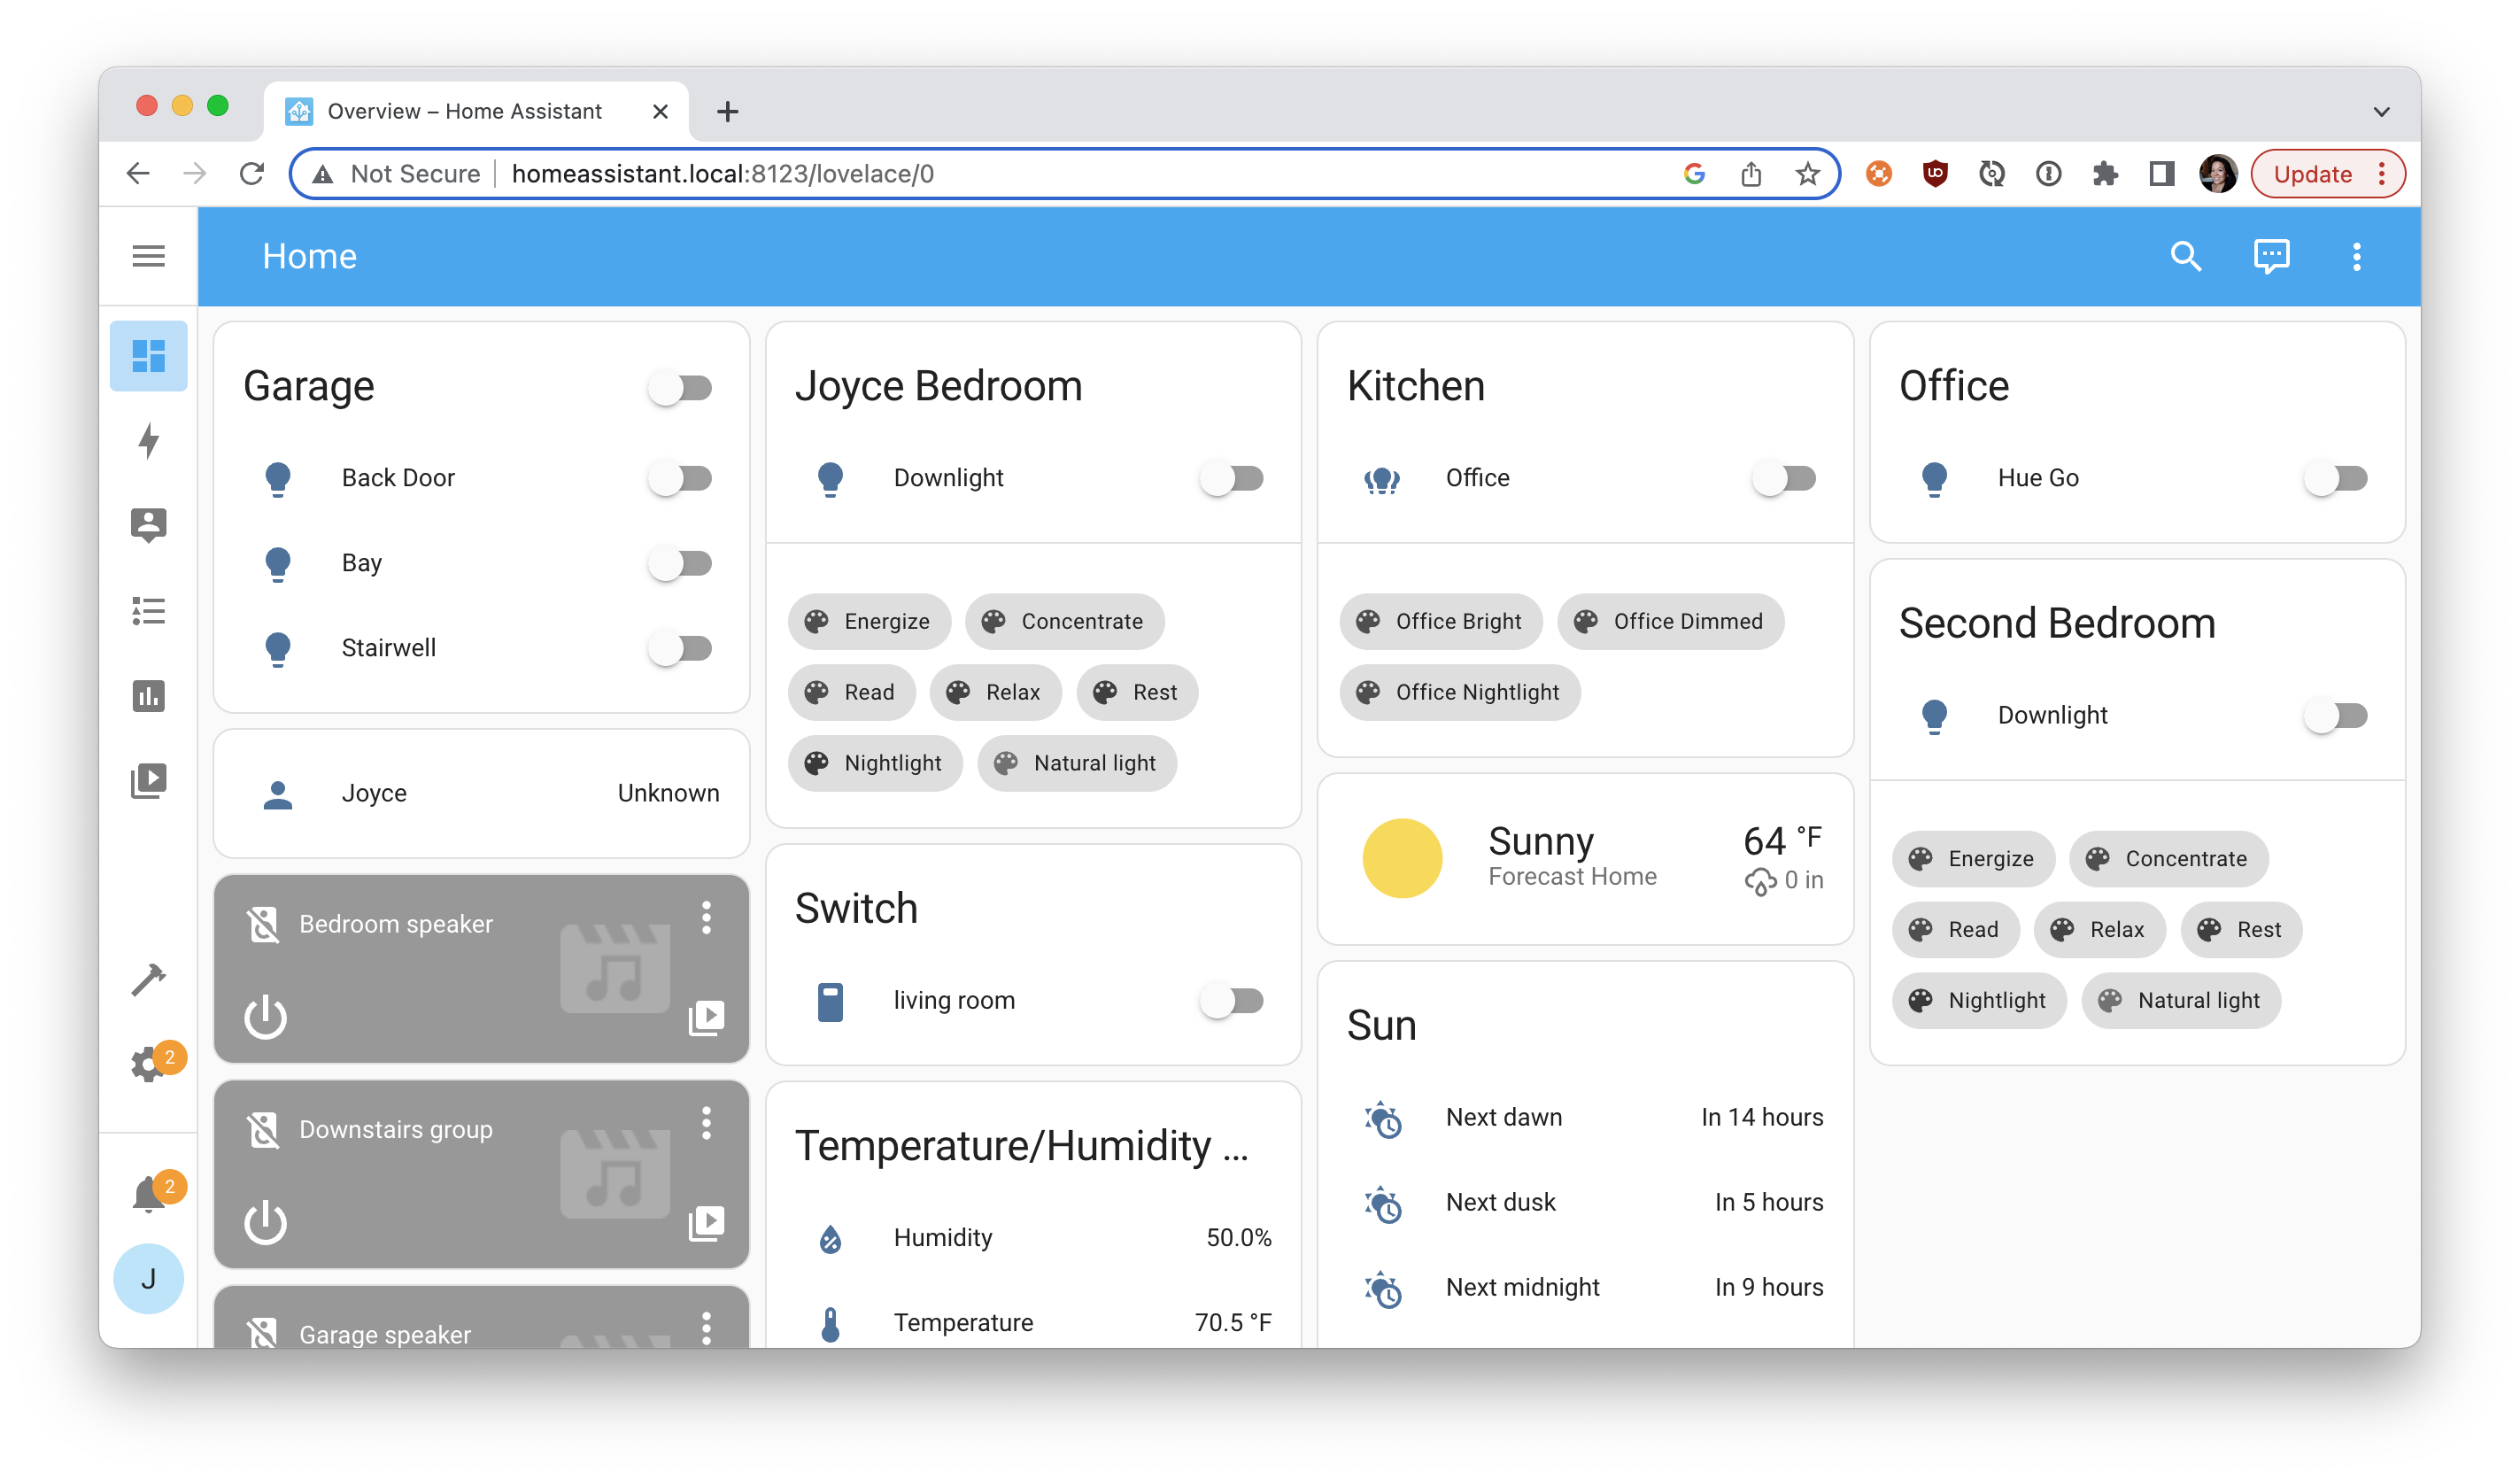 Overview – Home Assistant
Not Secure
homeassistant.local:8123/lovelace/0
Update
Home
Garage
Back Door
Bay
Stairwell
Joyce Unknown
Bedroom speaker
Downstairs group
Garage speaker
Joyce Bedroom
Downlight
Energize Concentrate
Read Relax Rest
Nightlight Natural light
Switch
living room
Temperature/Humidity ...
Humidity 50.0%
Temperature 70.5 °F
Kitchen
Office
Office Bright Office Dimmed
Office Nightlight
Sunny 64 °F
Forecast Home 0 in
Sun
Next dawn In 14 hours
Next dusk In 5 hours
Next midnight In 9 hours
Office
Hue Go
Second Bedroom
Downlight
Energize Concentrate
Read Relax Rest
Nightlight Natural light
2
2
J